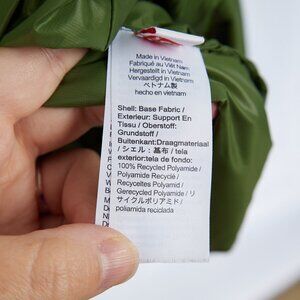 Made in Vietnam
Fabriqué au Viêt Nam
Hergestellt in Vietnam
Vervaardigd in Vietnam
ベトナム製
hecho en vietnam
Shell: Base Fabric /
Exterieur: Support En
Tissu / Oberstoff:
Grundstoff /
Buitenkant:Draagmateriaal
/ シェル：基布 / tela
exterior:tela de fondo:
100% Recycled Polyamide /
Polyamide Recycle /
Recyceltes Polyamid /
Gerecycled Polyamide / リ
サイクルポリアミド /
poliamida reciclada